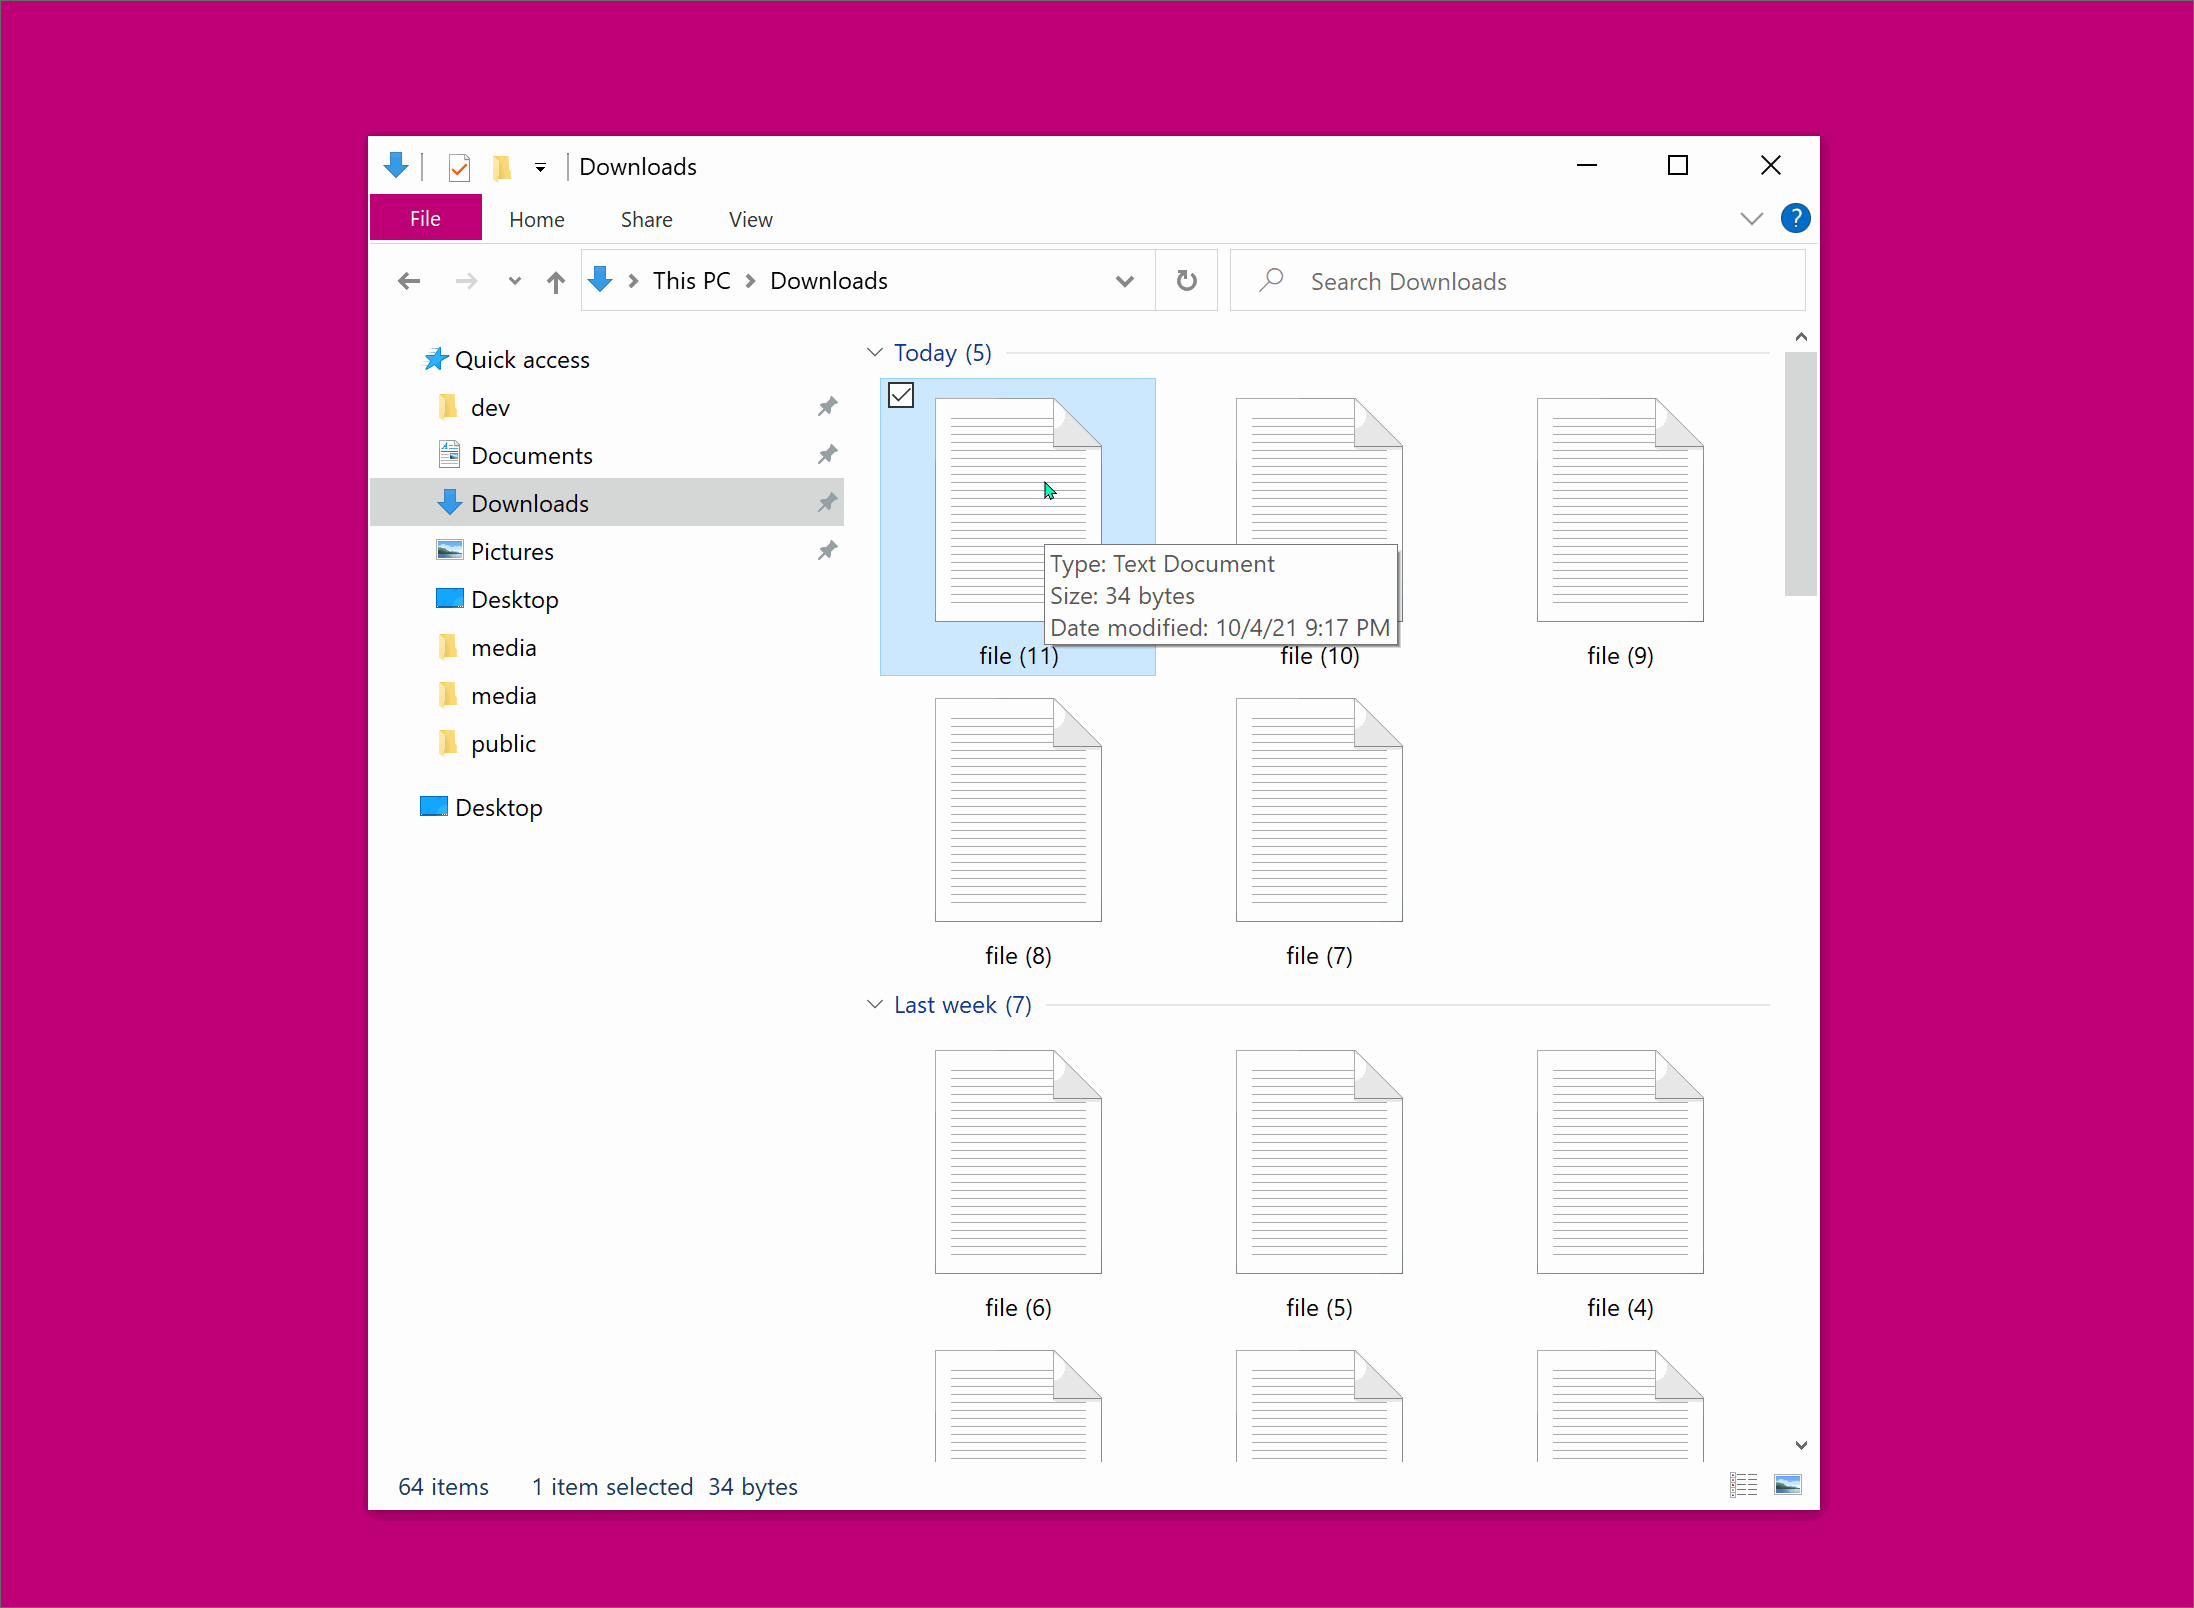 Downloads
File Home Share View ?
This PC Downloads
Search Downloads
Quick access
dev
Documents
Downloads
Pictures
Desktop
media
media
public
Desktop
Today (5)
Type: Text Document
Size: 34 bytes
Date modified: 10/4/21 9:17 PM
file (11) file (10) file (9)
file (8) file (7)
Last week (7)
file (6) file (5) file (4)
64 items 1 item selected 34 bytes